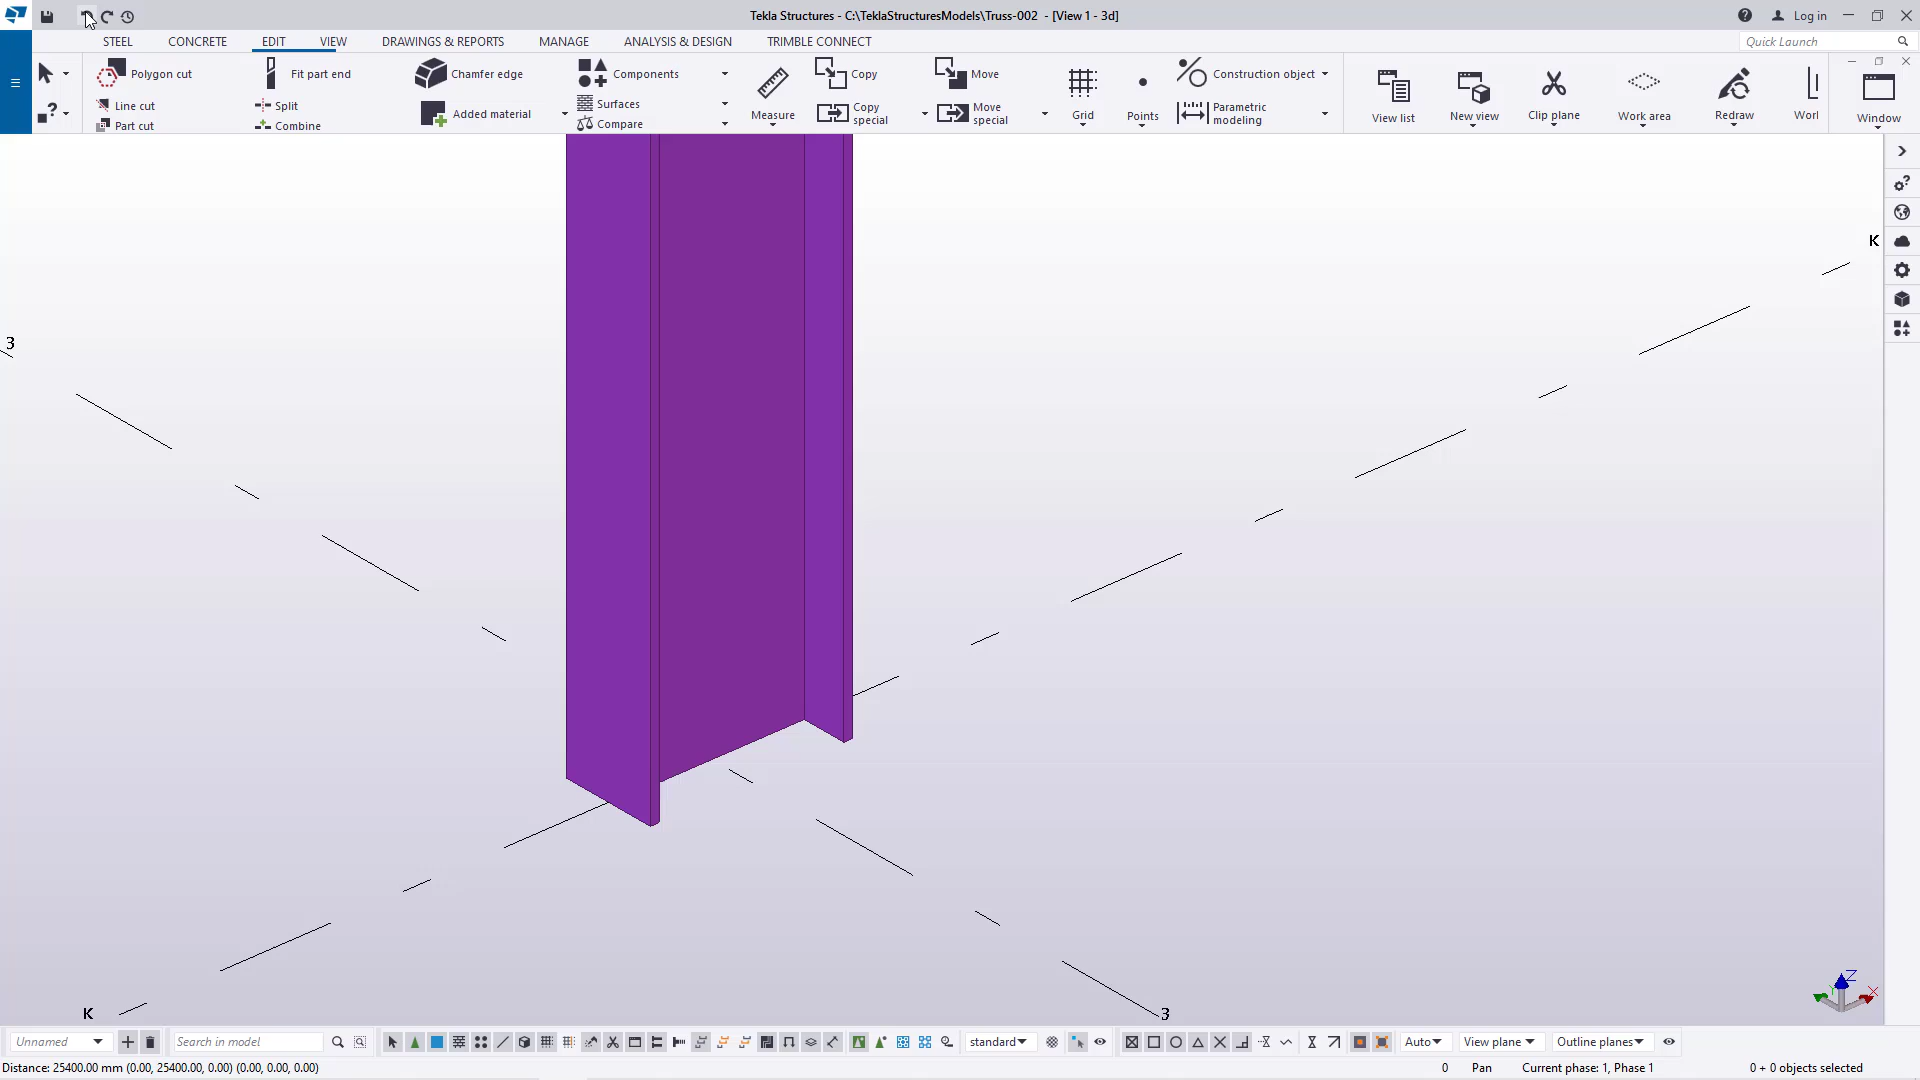 Tekla Structures - C:\TeklaStructuresModels\Truss-002 - [View 1 - 3d]
Log in
STEEL CONCRETE EDIT VIEW DRAWINGS & REPORTS MANAGE ANALYSIS & DESIGN TRIMBLE CONNECT
Quick Launch
Polygon cut
Line cut
Part cut
Fit part end
Split
Combine
Chamfer edge
Added material
Components
Surfaces
Compare
Measure
Copy
Copy special
Move
Move special
Grid
Points
Construction object
Parametric modeling
View list
New view
Clip plane
Work area
Redraw
Worl
Window
K
3
K
3
Z
Y
X
Unnamed
Search in model
standard
Auto
View plane
Outline planes
Distance: 25400.00 mm (0.00, 25400.00, 0.00) (0.00, 0.00, 0.00)
0
Pan
Current phase: 1, Phase 1
0 + 0 objects selected